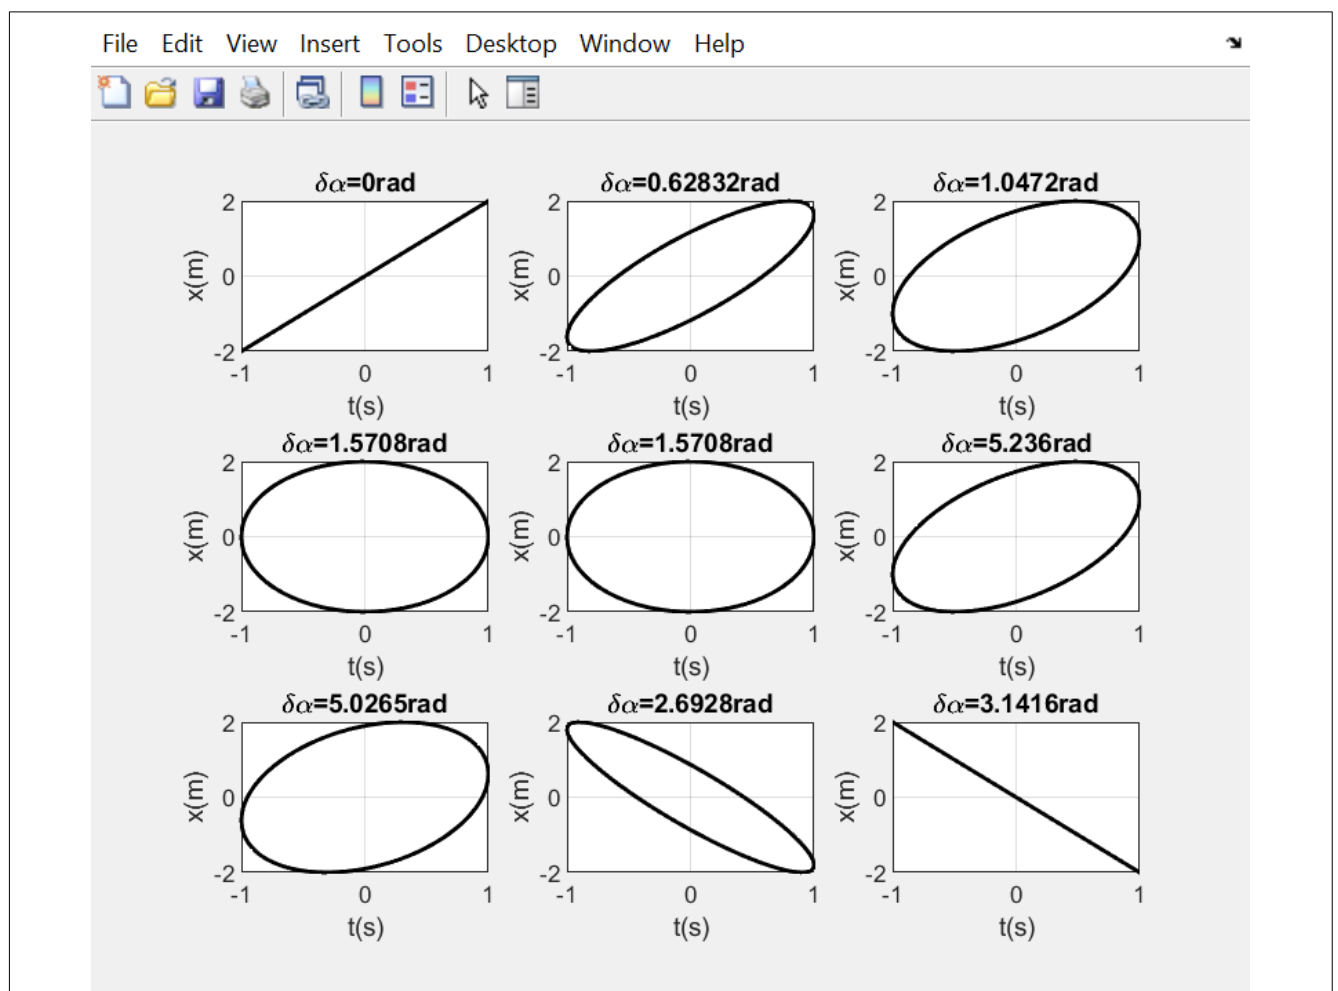 File Edit View Insert Tools Desktop Window Help
δα=0rad
2
0
-2
x(m)
-1 0 1
t(s)
δα=0.62832rad
2
0
-2
x(m)
-1 0 1
t(s)
δα=1.0472rad
2
0
-2
x(m)
-1 0 1
t(s)
δα=1.5708rad
2
0
-2
x(m)
-1 0 1
t(s)
δα=1.5708rad
2
0
-2
x(m)
-1 0 1
t(s)
δα=5.236rad
2
0
-2
x(m)
-1 0 1
t(s)
δα=5.0265rad
2
0
-2
x(m)
-1 0 1
t(s)
δα=2.6928rad
2
0
-2
x(m)
-1 0 1
t(s)
δα=3.1416rad
2
0
-2
x(m)
-1 0 1
t(s)